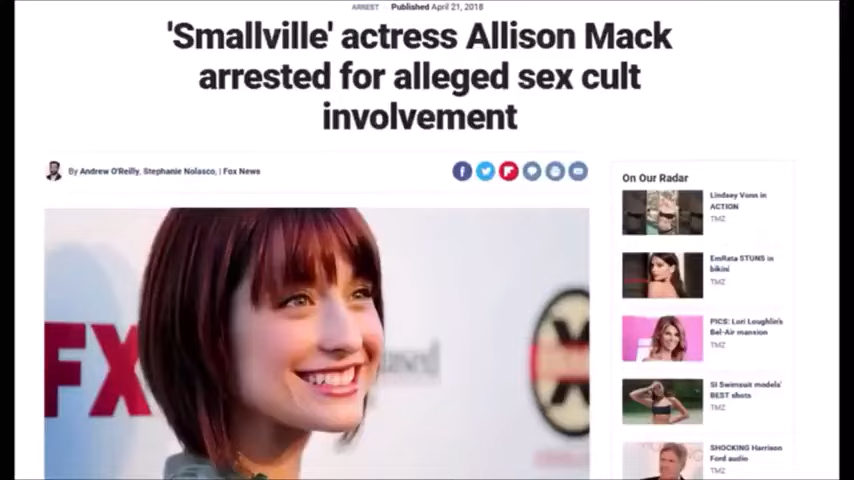 ARREST
Published April 21, 2018
'Smallville' actress Allison Mack
arrested for alleged sex cult
involvement
By Andrew O'Reilly, Stephanie Nolasco, | Fox News
On Our Radar
Lindsey Vonn in
ACTION
TMZ
EmRata STUNS in
bikini
TMZ
PICS: Lori Loughlin's
Bel-Air mansion
TMZ
SI Swimsuit models'
BEST shots
TMZ
SHOCKING Harrison
Ford audio
TMZ
FX